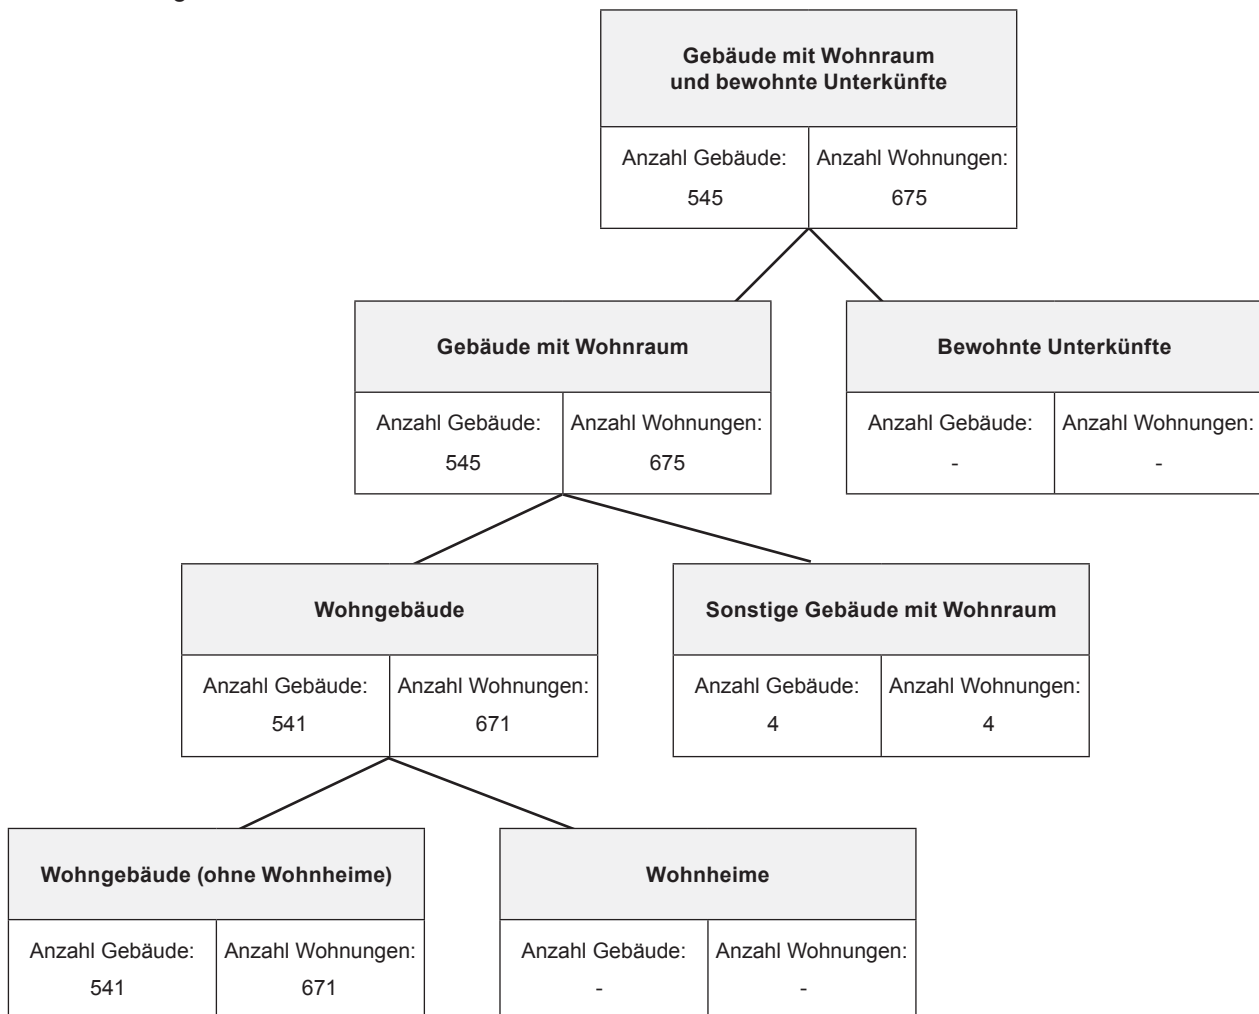 Gebäude mit Wohnraum
und bewohnte Unterkünfte
Anzahl Gebäude: Anzahl Wohnungen:
545 675
Gebäude mit Wohnraum Bewohnte Unterkünfte
Anzahl Gebäude: Anzahl Wohnungen: Anzahl Gebäude: Anzahl Wohnungen:
545 675 - -
Wohngebäude Sonstige Gebäude mit Wohnraum
Anzahl Gebäude: Anzahl Wohnungen: Anzahl Gebäude: Anzahl Wohnungen:
541 671 4 4
Wohngebäude (ohne Wohnheime) Wohnheime
Anzahl Gebäude: Anzahl Wohnungen: Anzahl Gebäude: Anzahl Wohnungen:
541 671 - -